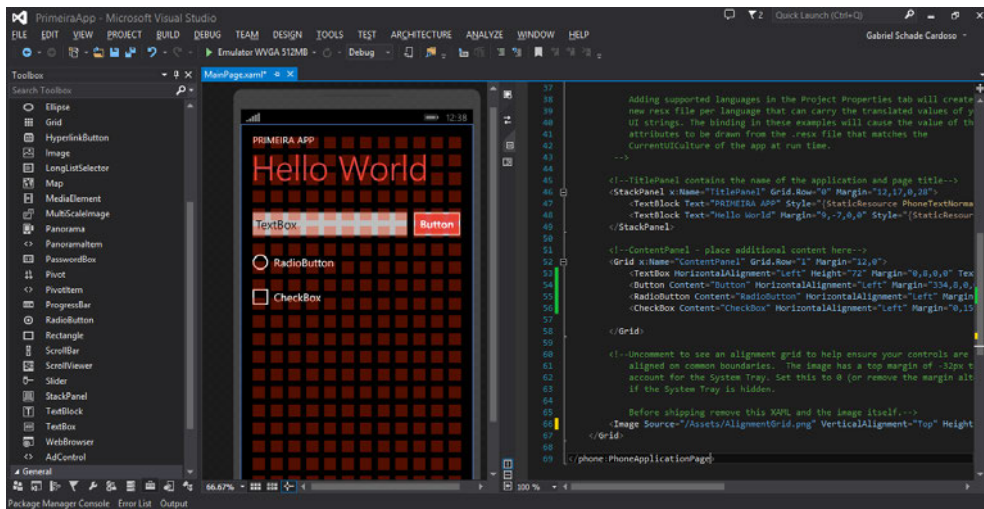 PrimeiraApp - Microsoft Visual Studio
2
Quick Launch (Ctrl+Q)
FILE EDIT VIEW PROJECT BUILD DEBUG TEAM DESIGN TOOLS TEST ARCHITECTURE ANALYZE WINDOW HELP
Gabriel Schade Cardoso
Emulator WVGA 512MB
Debug
Toolbox
Search Toolbox
Ellipse
Grid
HyperlinkButton
Image
LongListSelector
Map
MediaElement
MultiScaleImage
Panorama
PanoramaItem
PasswordBox
Pivot
PivotItem
ProgressBar
RadioButton
Rectangle
ScrollBar
ScrollViewer
Slider
StackPanel
TextBlock
TextBox
WebBrowser
AdControl
General
MainPage.xaml*
12:38
PRIMEIRA APP
Hello World
TextBox
Button
RadioButton
CheckBox
66.67%
37
38 Adding supported languages in the Project Properties tab will create
39 new resx file per language that can carry the translated values of y
40 UI strings. The binding in these examples will cause the value of th
41 attributes to be drawn from the .resx file that matches the
42 CurrentUICulture of the app at run time.
43 -->
44
45 <!--TitlePanel contains the name of the application and page title-->
46 <StackPanel x:Name="TitlePanel" Grid.Row="0" Margin="12,17,0,28">
47 <TextBlock Text="PRIMEIRA APP" Style="{StaticResource PhoneTextNorma
48 <TextBlock Text="Hello World" Margin="9,-7,0,0" Style="{StaticResour
49 </StackPanel>
50
51 <!--ContentPanel - place additional content here-->
52 <Grid x:Name="ContentPanel" Grid.Row="1" Margin="12,0">
53 <TextBox HorizontalAlignment="Left" Height="72" Margin="0,8,0,0" Tex
54 <Button Content="Button" HorizontalAlignment="Left" Margin="334,8,0,
55 <RadioButton Content="RadioButton" HorizontalAlignment="Left" Margin
56 <CheckBox Content="CheckBox" HorizontalAlignment="Left" Margin="0,15
57
58 </Grid>
59
60 <!--Uncomment to see an alignment grid to help ensure your controls are
61 aligned on common boundaries. The image has a top margin of -32px t
62 account for the System Tray. Set this to 0 (or remove the margin alt
63 if the System Tray is hidden.
64
65 Before shipping remove this XAML and the image itself.-->
66 <Image Source="/Assets/AlignmentGrid.png" VerticalAlignment="Top" Height
67 </Grid>
68
69 </phone:PhoneApplicationPage>
100 %
Package Manager Console Error List Output